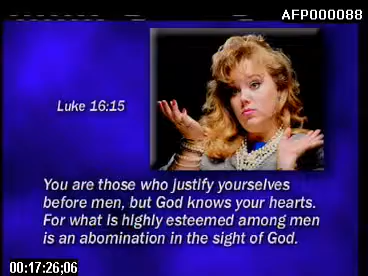 AFP000088
Luke 16:15
You are those who justify yourselves
before men, but God knows your hearts.
For what is highly esteemed among men
is an abomination in the sight of God.
00:17:26;06